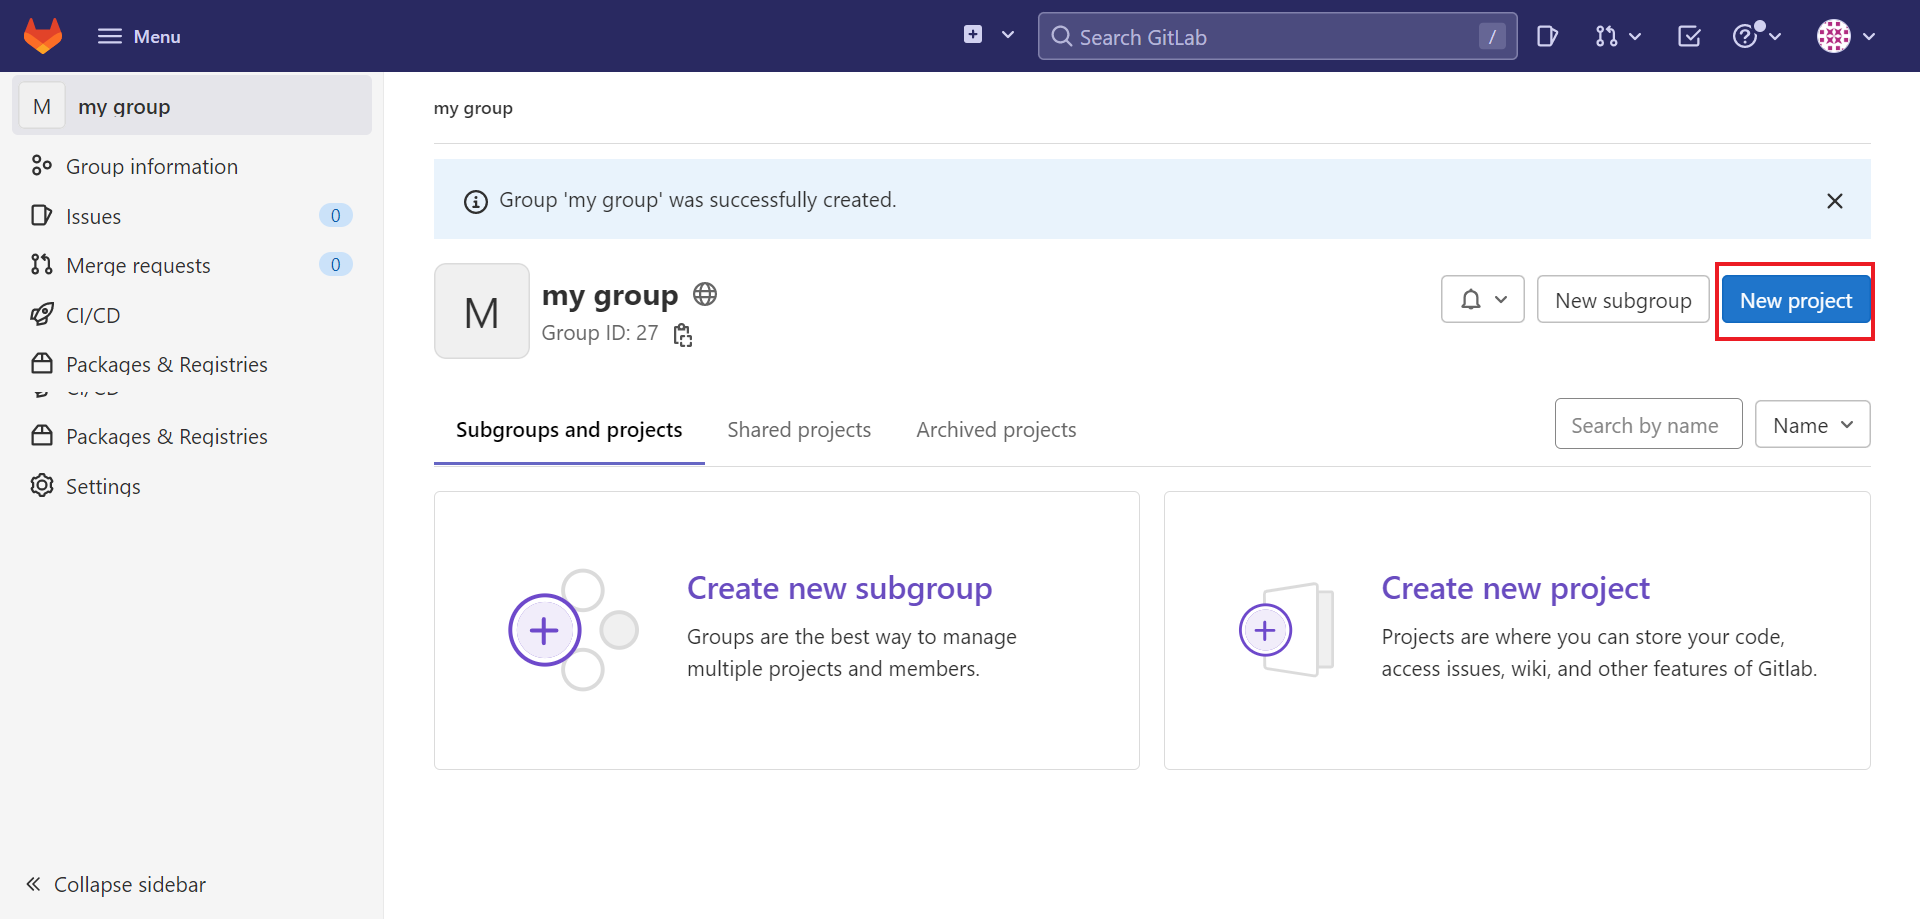 Menu
Search GitLab
/
M my group
Group information
Issues 0
Merge requests 0
CI/CD
Packages & Registries
CI/CD
Packages & Registries
Settings
Collapse sidebar
my group
Group 'my group' was successfully created.
M
my group
Group ID: 27
New subgroup
New project
Subgroups and projects
Shared projects
Archived projects
Search by name
Name
Create new subgroup
Groups are the best way to manage
multiple projects and members.
Create new project
Projects are where you can store your code,
access issues, wiki, and other features of Gitlab.